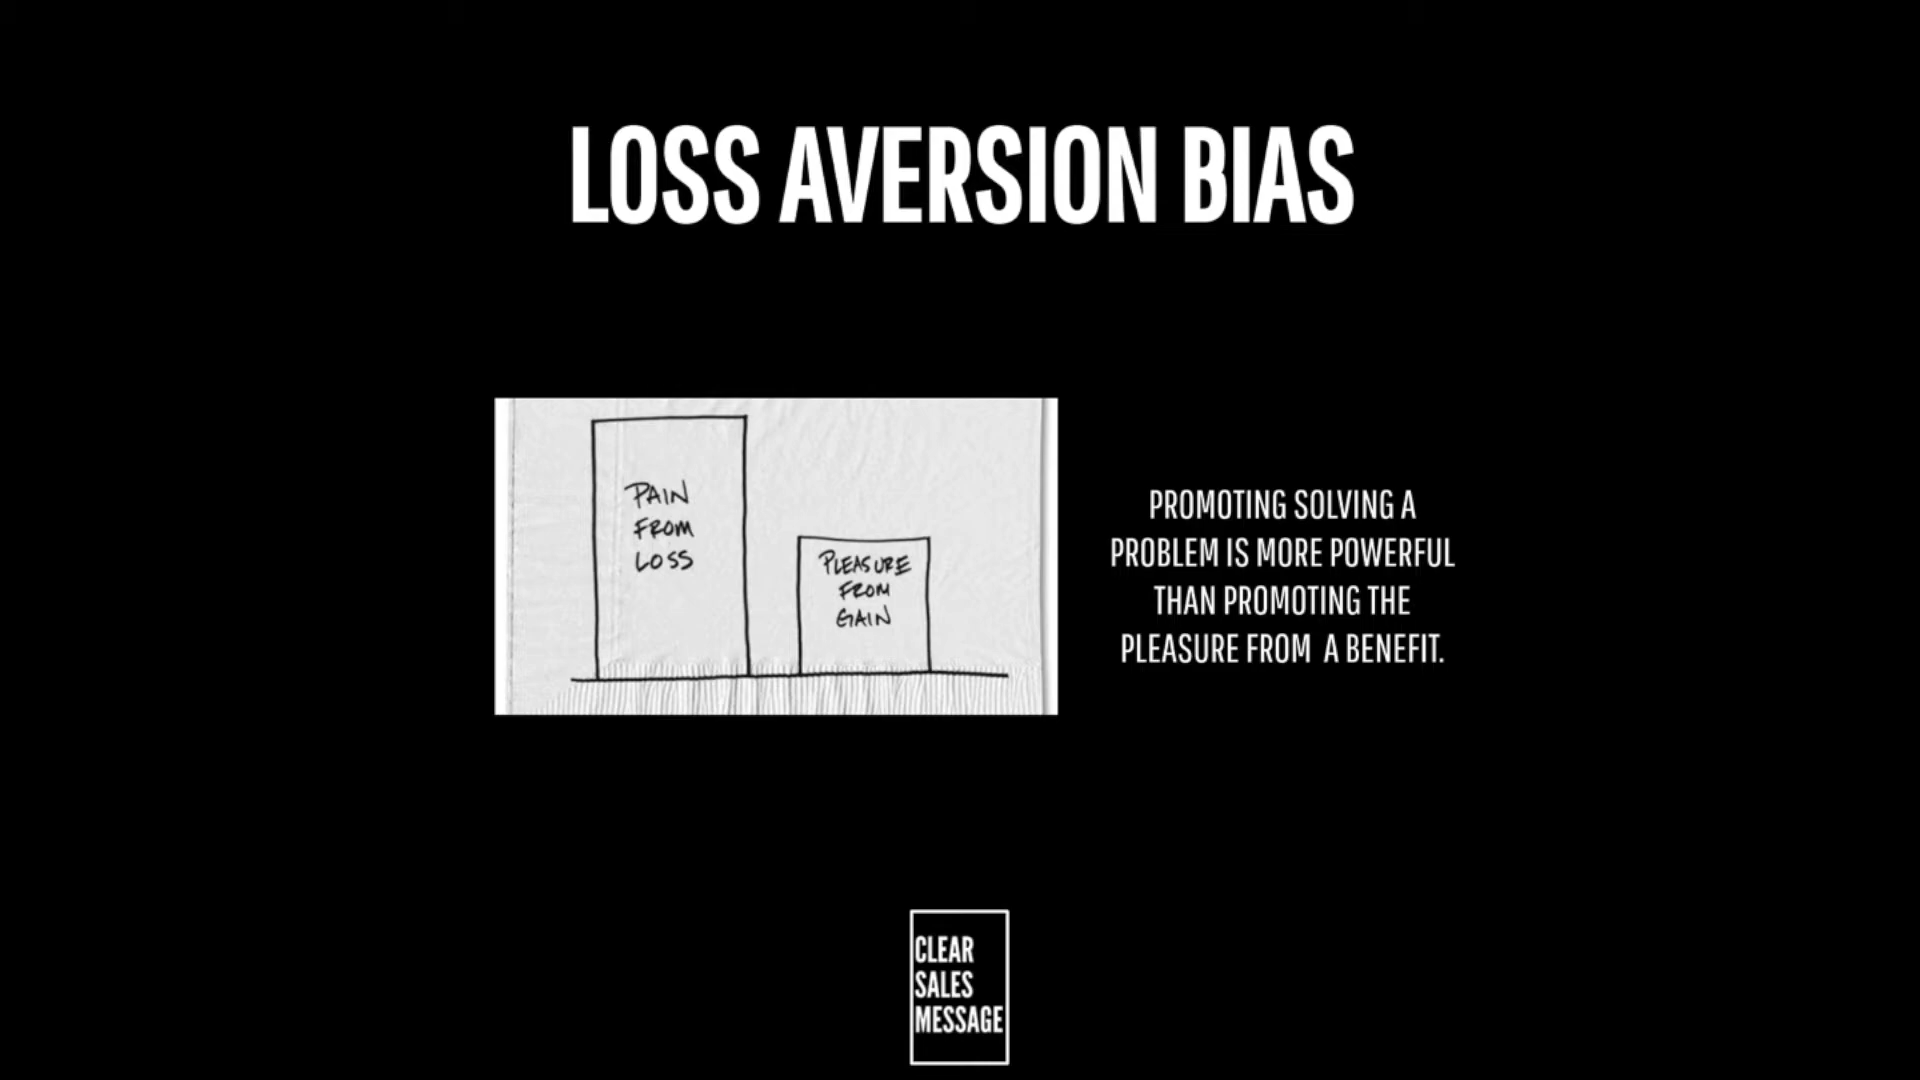 LOSS AVERSION BIAS
PAIN
FROM
LOSS
PLEASURE
FROM
GAIN
PROMOTING SOLVING A
PROBLEM IS MORE POWERFUL
THAN PROMOTING THE
PLEASURE FROM A BENEFIT.
CLEAR
SALES
MESSAGE